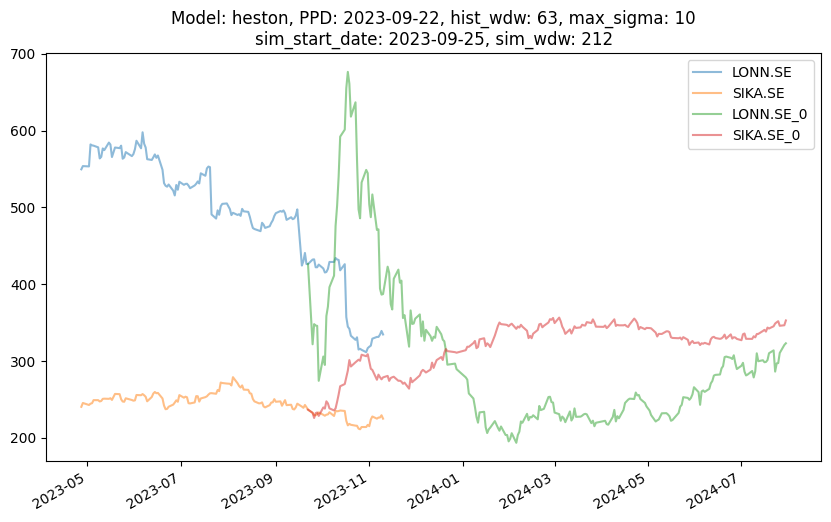 Model: heston, PPD: 2023-09-22, hist_wdw: 63, max_sigma: 10
sim_start_date: 2023-09-25, sim_wdw: 212
700
600
500
400
300
200
LONN.SE
SIKA.SE
LONN.SE_0
SIKA.SE_0
2023-05
2023-07
2023-09
2023-11
2024-01
2024-03
2024-05
2024-07